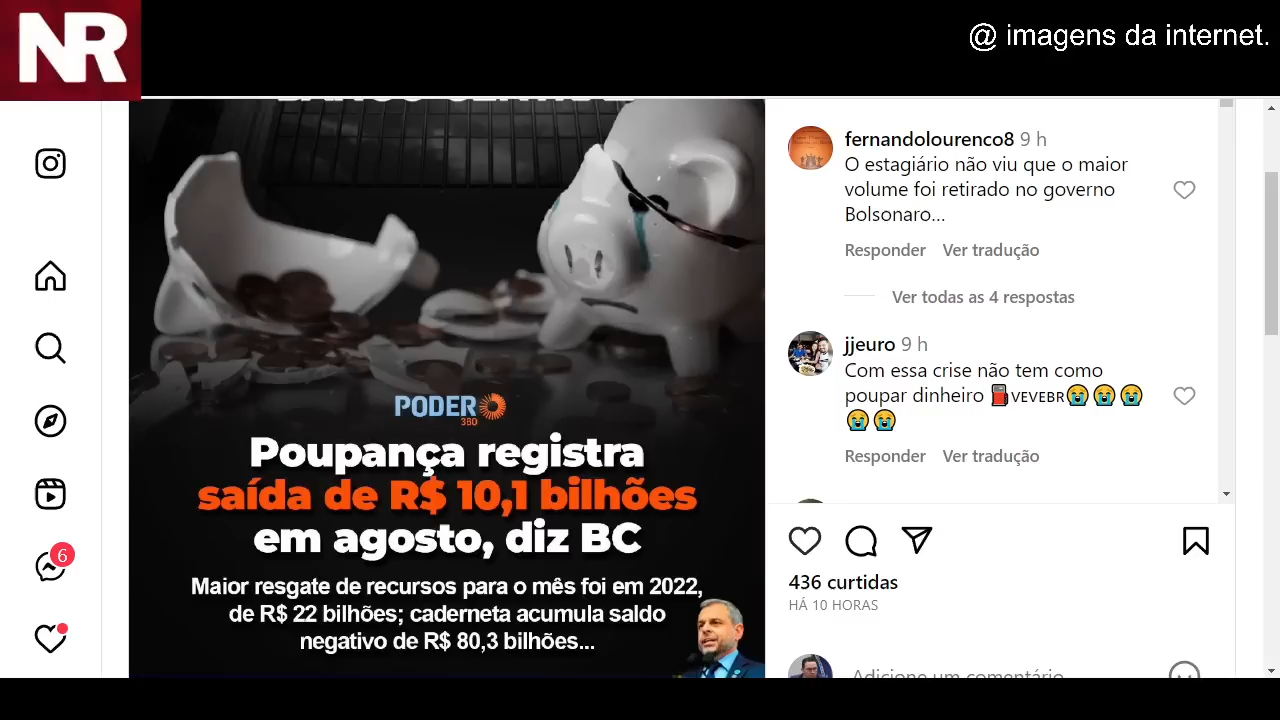 NR
@ imagens da internet.
fernandolourenco8 9 h
O estagiário não viu que o maior
volume foi retirado no governo
Bolsonaro...
Responder Ver tradução
Ver todas as 4 respostas
jjeuro 9 h
Com essa crise não tem como
poupar dinheiro ⛽VEVEBR😭😭😭
😭😭
Responder Ver tradução
PODER
360
Poupança registra
saída de R$ 10,1 bilhões
em agosto, diz BC
Maior resgate de recursos para o mês foi em 2022,
de R$ 22 bilhões; caderneta acumula saldo
negativo de R$ 80,3 bilhões...
6
436 curtidas
HÁ 10 HORAS
Adicione um comentário